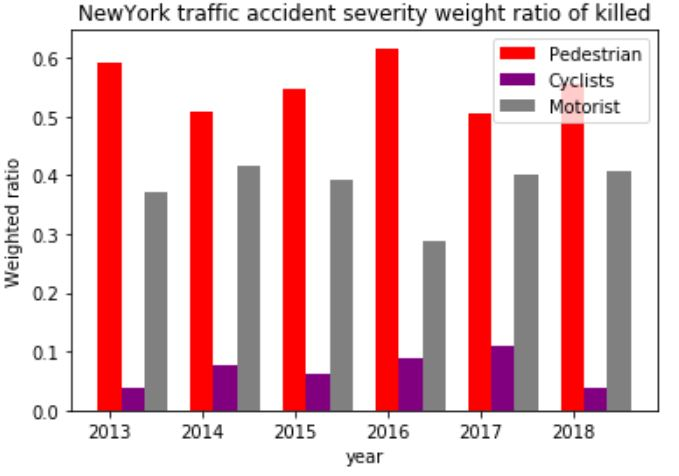 NewYork traffic accident severity weight ratio of killed
Pedestrian
Cyclists
Motorist
Weighted ratio
0.6
0.5
0.4
0.3
0.2
0.1
0.0
2013 2014 2015 2016 2017 2018
year